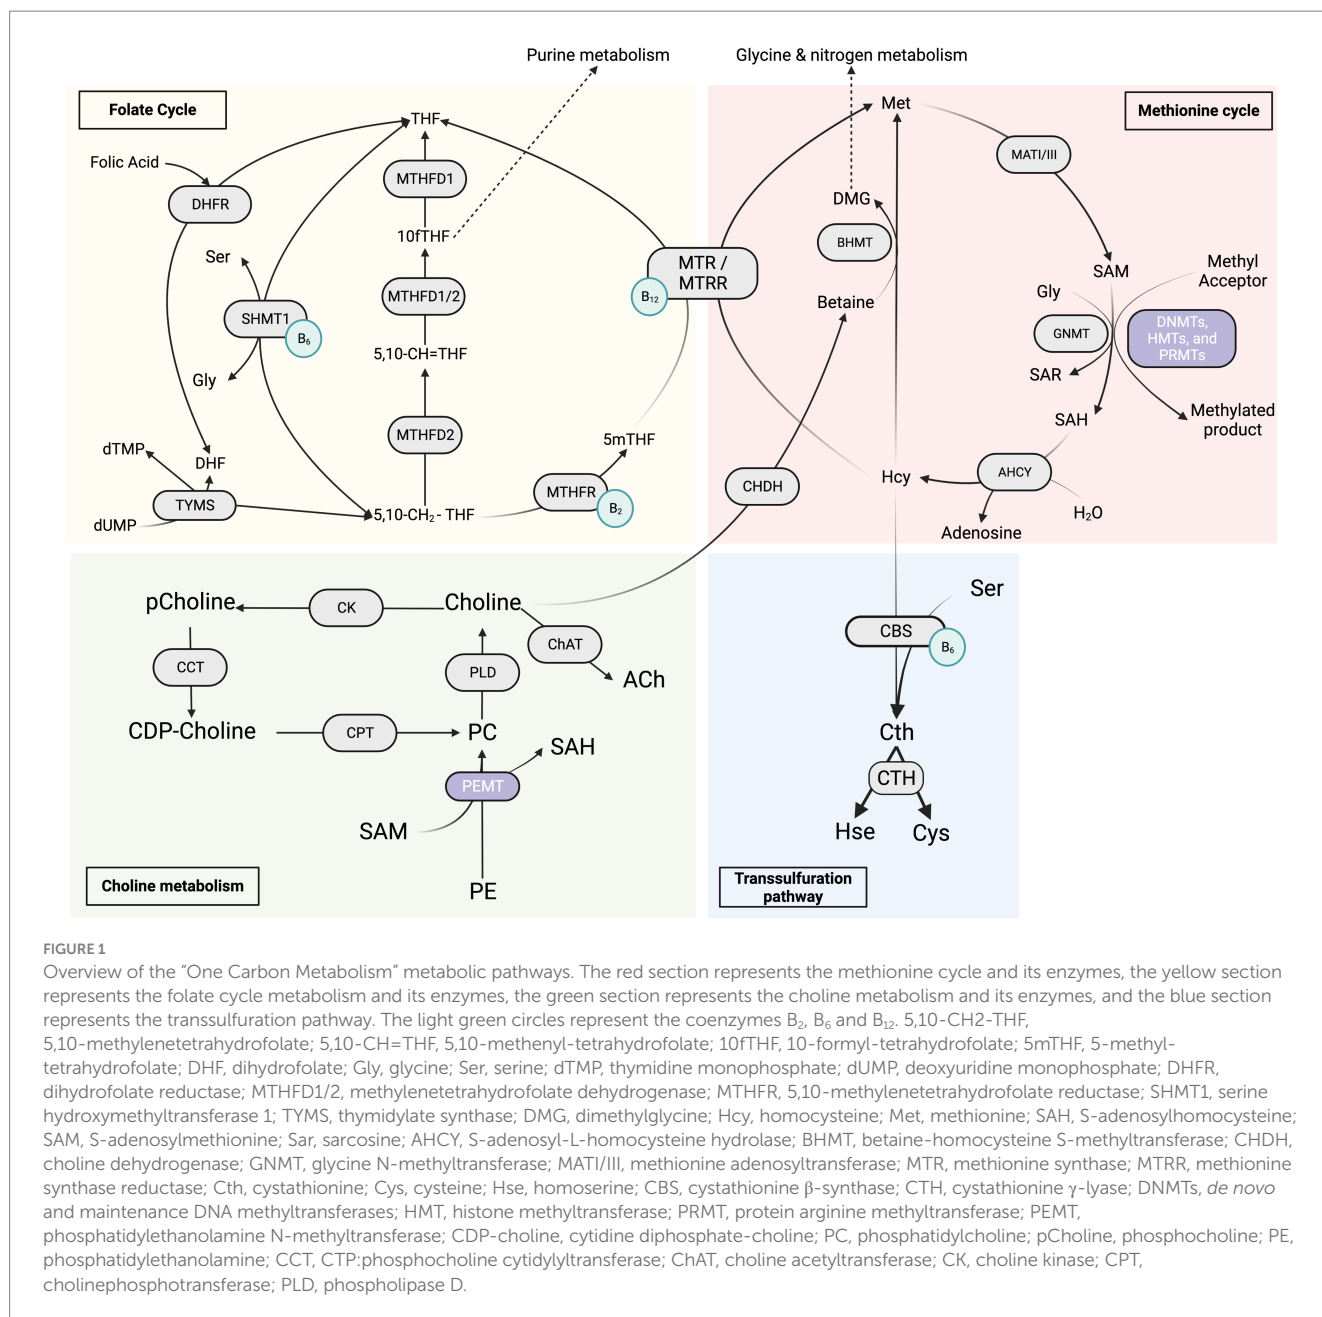 Purine metabolism
Glycine & nitrogen metabolism
Folate Cycle
THF
Folic Acid
DHFR
MTHFD1
10fTHF
Ser
SHMT1
B6
MTHFD1/2
5,10-CH=THF
Gly
MTHFD2
dTMP
DHF
TYMS
dUMP
5,10-CH2- THF
5mTHF
MTHFR
B2
MTR /
MTRR
B12
Methionine cycle
Met
MATI/III
DMG
BHMT
Betaine
SAM
Methyl
Acceptor
Gly
GNMT
DNMTs,
HMTs, and
PRMTs
SAR
SAH
Methylated
product
CHDH
Hcy
AHCY
H2O
Adenosine
pCholine
CK
Choline
ChAT
ACh
CCT
PLD
CDP-Choline
CPT
PC
SAH
PEMT
SAM
PE
Choline metabolism
Ser
CBS
B6
Cth
CTH
Hse
Cys
Transsulfuration
pathway
FIGURE 1
Overview of the “One Carbon Metabolism” metabolic pathways. The red section represents the methionine cycle and its enzymes, the yellow section
represents the folate cycle metabolism and its enzymes, the green section represents the choline metabolism and its enzymes, and the blue section
represents the transsulfuration pathway. The light green circles represent the coenzymes B2, B6 and B12. 5,10-CH2-THF,
5,10-methylenetetrahydrofolate; 5,10-CH=THF, 5,10-methenyl-tetrahydrofolate; 10fTHF, 10-formyl-tetrahydrofolate; 5mTHF, 5-methyl-
tetrahydrofolate; DHF, dihydrofolate; Gly, glycine; Ser, serine; dTMP, thymidine monophosphate; dUMP, deoxyuridine monophosphate; DHFR,
dihydrofolate reductase; MTHFD1/2, methylenetetrahydrofolate dehydrogenase; MTHFR, 5,10-methylenetetrahydrofolate reductase; SHMT1, serine
hydroxymethyltransferase 1; TYMS, thymidylate synthase; DMG, dimethylglycine; Hcy, homocysteine; Met, methionine; SAH, S-adenosylhomocysteine;
SAM, S-adenosylmethionine; Sar, sarcosine; AHCY, S-adenosyl-L-homocysteine hydrolase; BHMT, betaine-homocysteine S-methyltransferase; CHDH,
choline dehydrogenase; GNMT, glycine N-methyltransferase; MATI/III, methionine adenosyltransferase; MTR, methionine synthase; MTRR, methionine
synthase reductase; Cth, cystathionine; Cys, cysteine; Hse, homoserine; CBS, cystathionine β-synthase; CTH, cystathionine γ-lyase; DNMTs, de novo
and maintenance DNA methyltransferases; HMT, histone methyltransferase; PRMT, protein arginine methyltransferase; PEMT,
phosphatidylethanolamine N-methyltransferase; CDP-choline, cytidine diphosphate-choline; PC, phosphatidylcholine; pCholine, phosphocholine; PE,
phosphatidylethanolamine; CCT, CTP:phosphocholine cytidylyltransferase; ChAT, choline acetyltransferase; CK, choline kinase; CPT,
cholinephosphotransferase; PLD, phospholipase D.